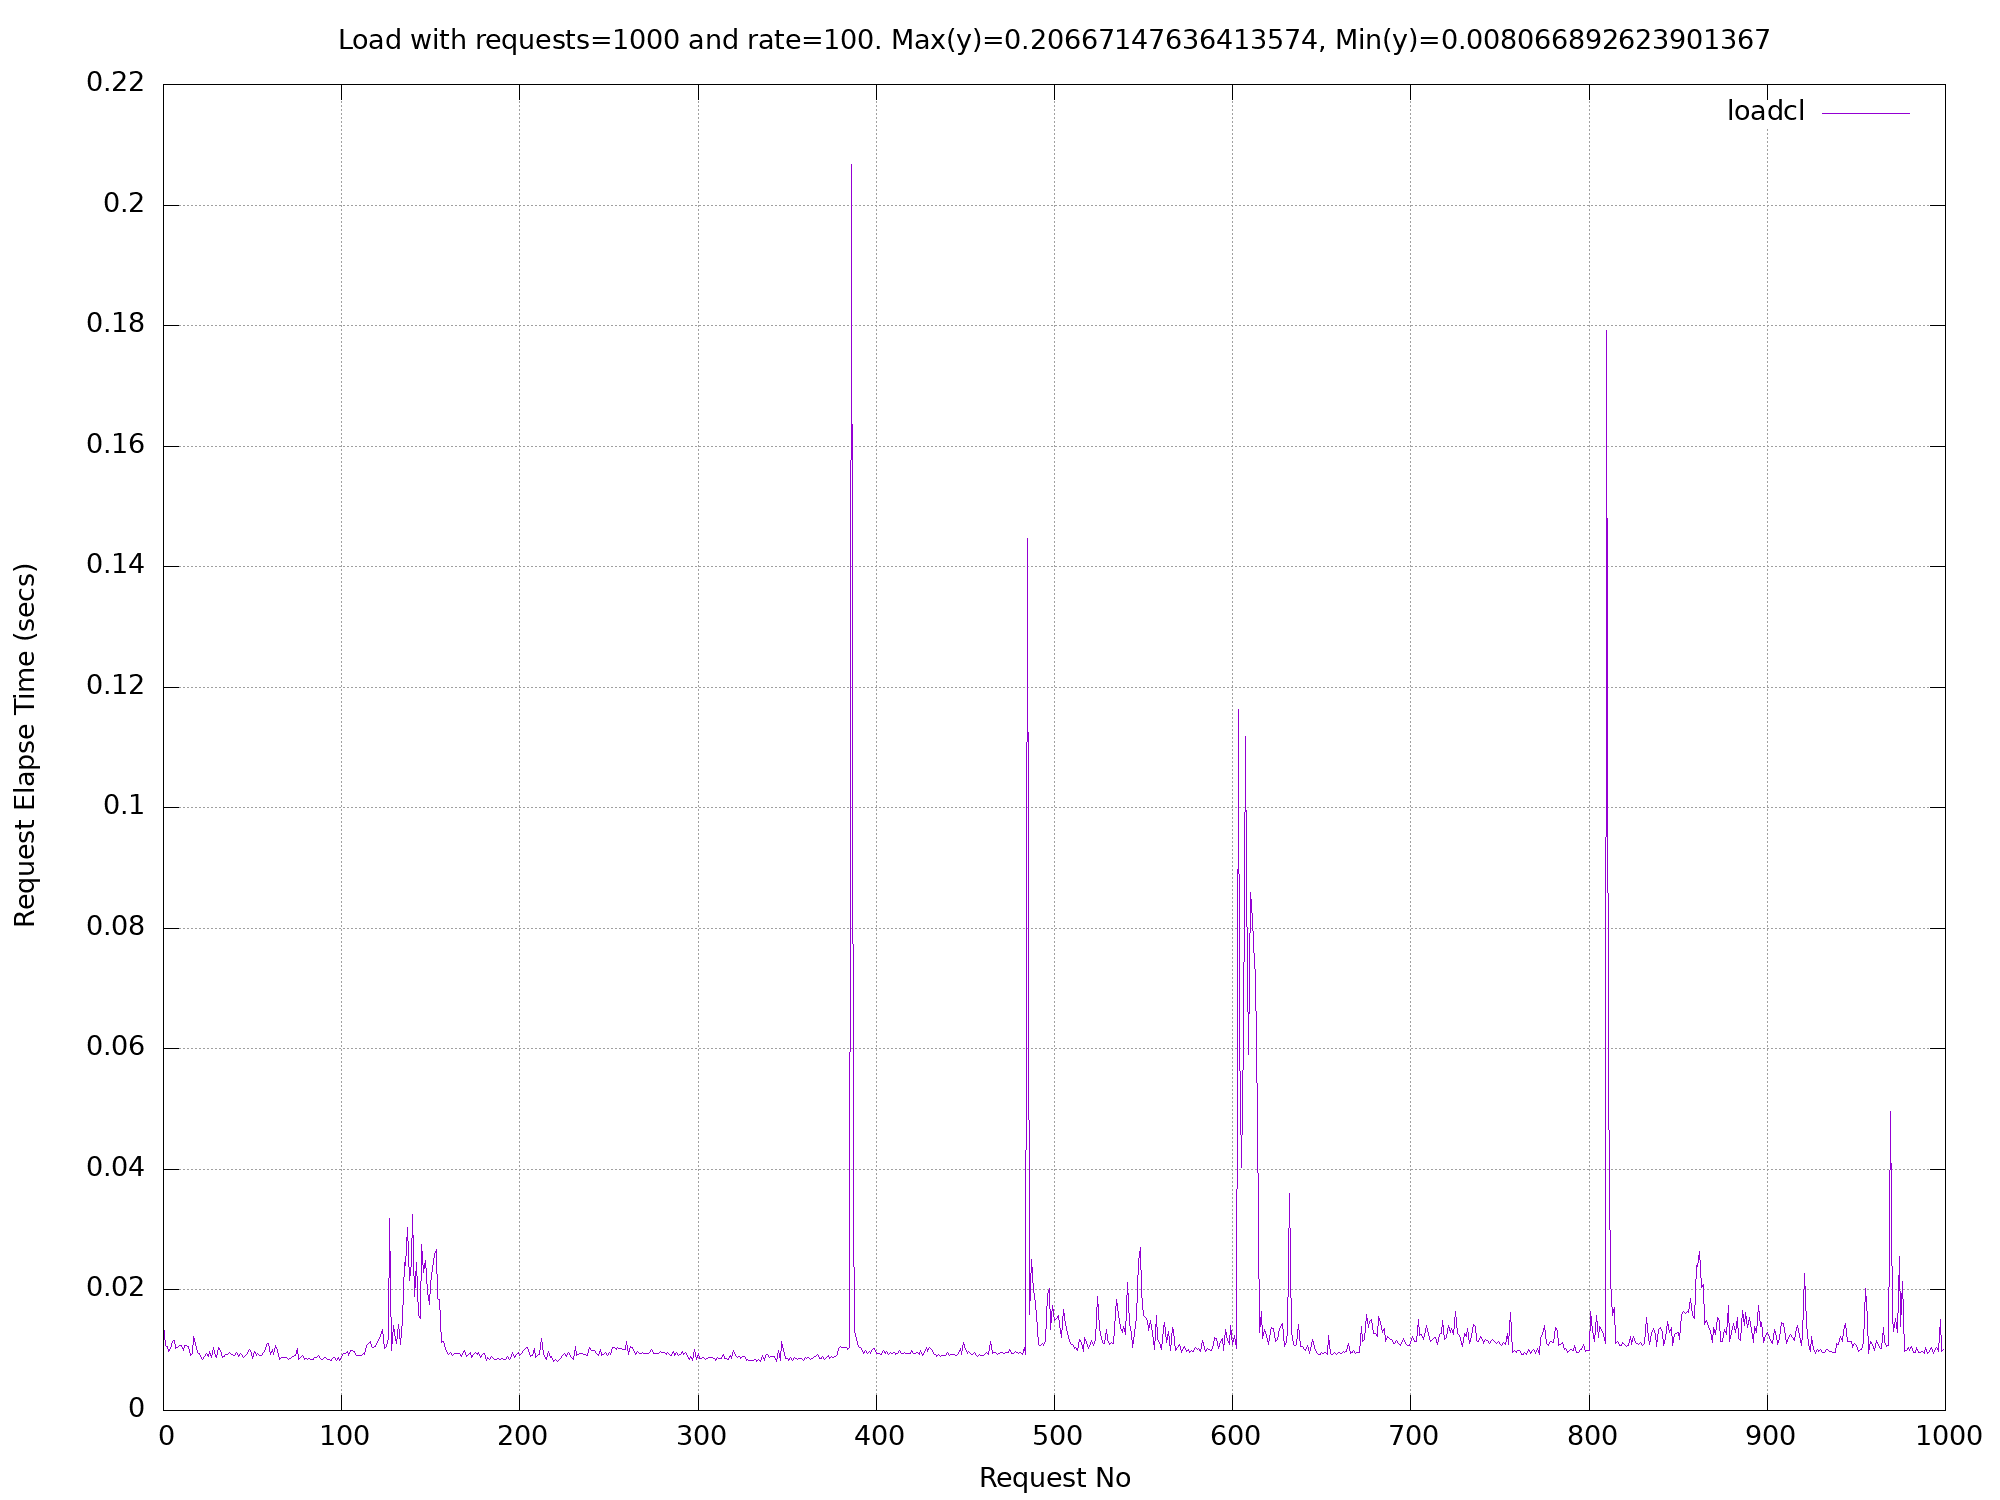 Load with requests=1000 and rate=100. Max(y)=0.20667147636413574, Min(y)=0.008066892623901367
0.22
0.2
0.18
0.16
0.14
0.12
0.1
0.08
0.06
0.04
0.02
0
loadcl
Request Elapse Time (secs)
0 100 200 300 400 500 600 700 800 900 1000
Request No